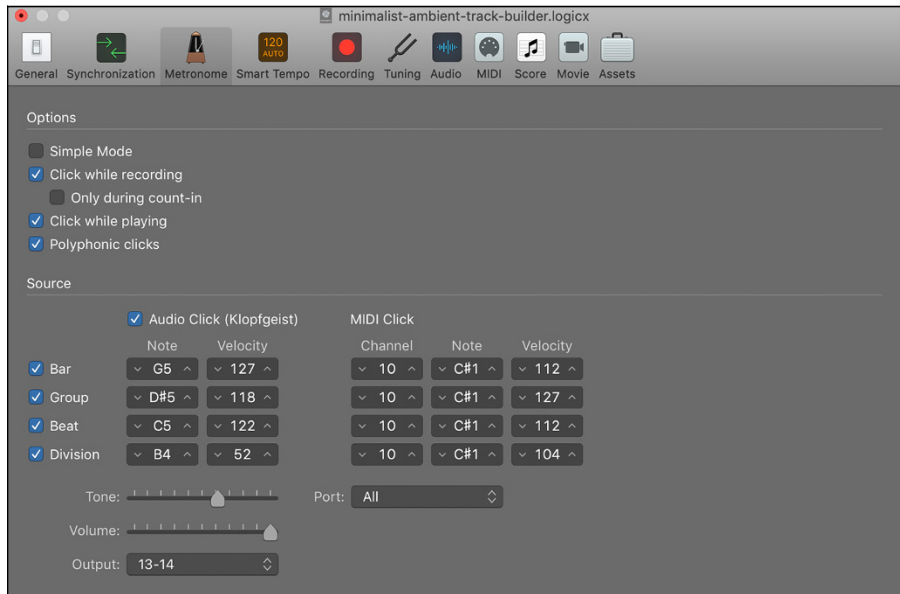 minimalist-ambient-track-builder.logicx
120
AUTO
General Synchronization Metronome Smart Tempo Recording Tuning Audio MIDI Score Movie Assets
Options
Simple Mode
Click while recording
Only during count-in
Click while playing
Polyphonic clicks
Source
Audio Click (Klopfgeist) MIDI Click
Note Velocity Channel Note Velocity
Bar G5 127 10 C#1 112
Group D#5 118 10 C#1 127
Beat C5 122 10 C#1 112
Division B4 52 10 C#1 104
Tone: Port: All
Volume:
Output: 13-14